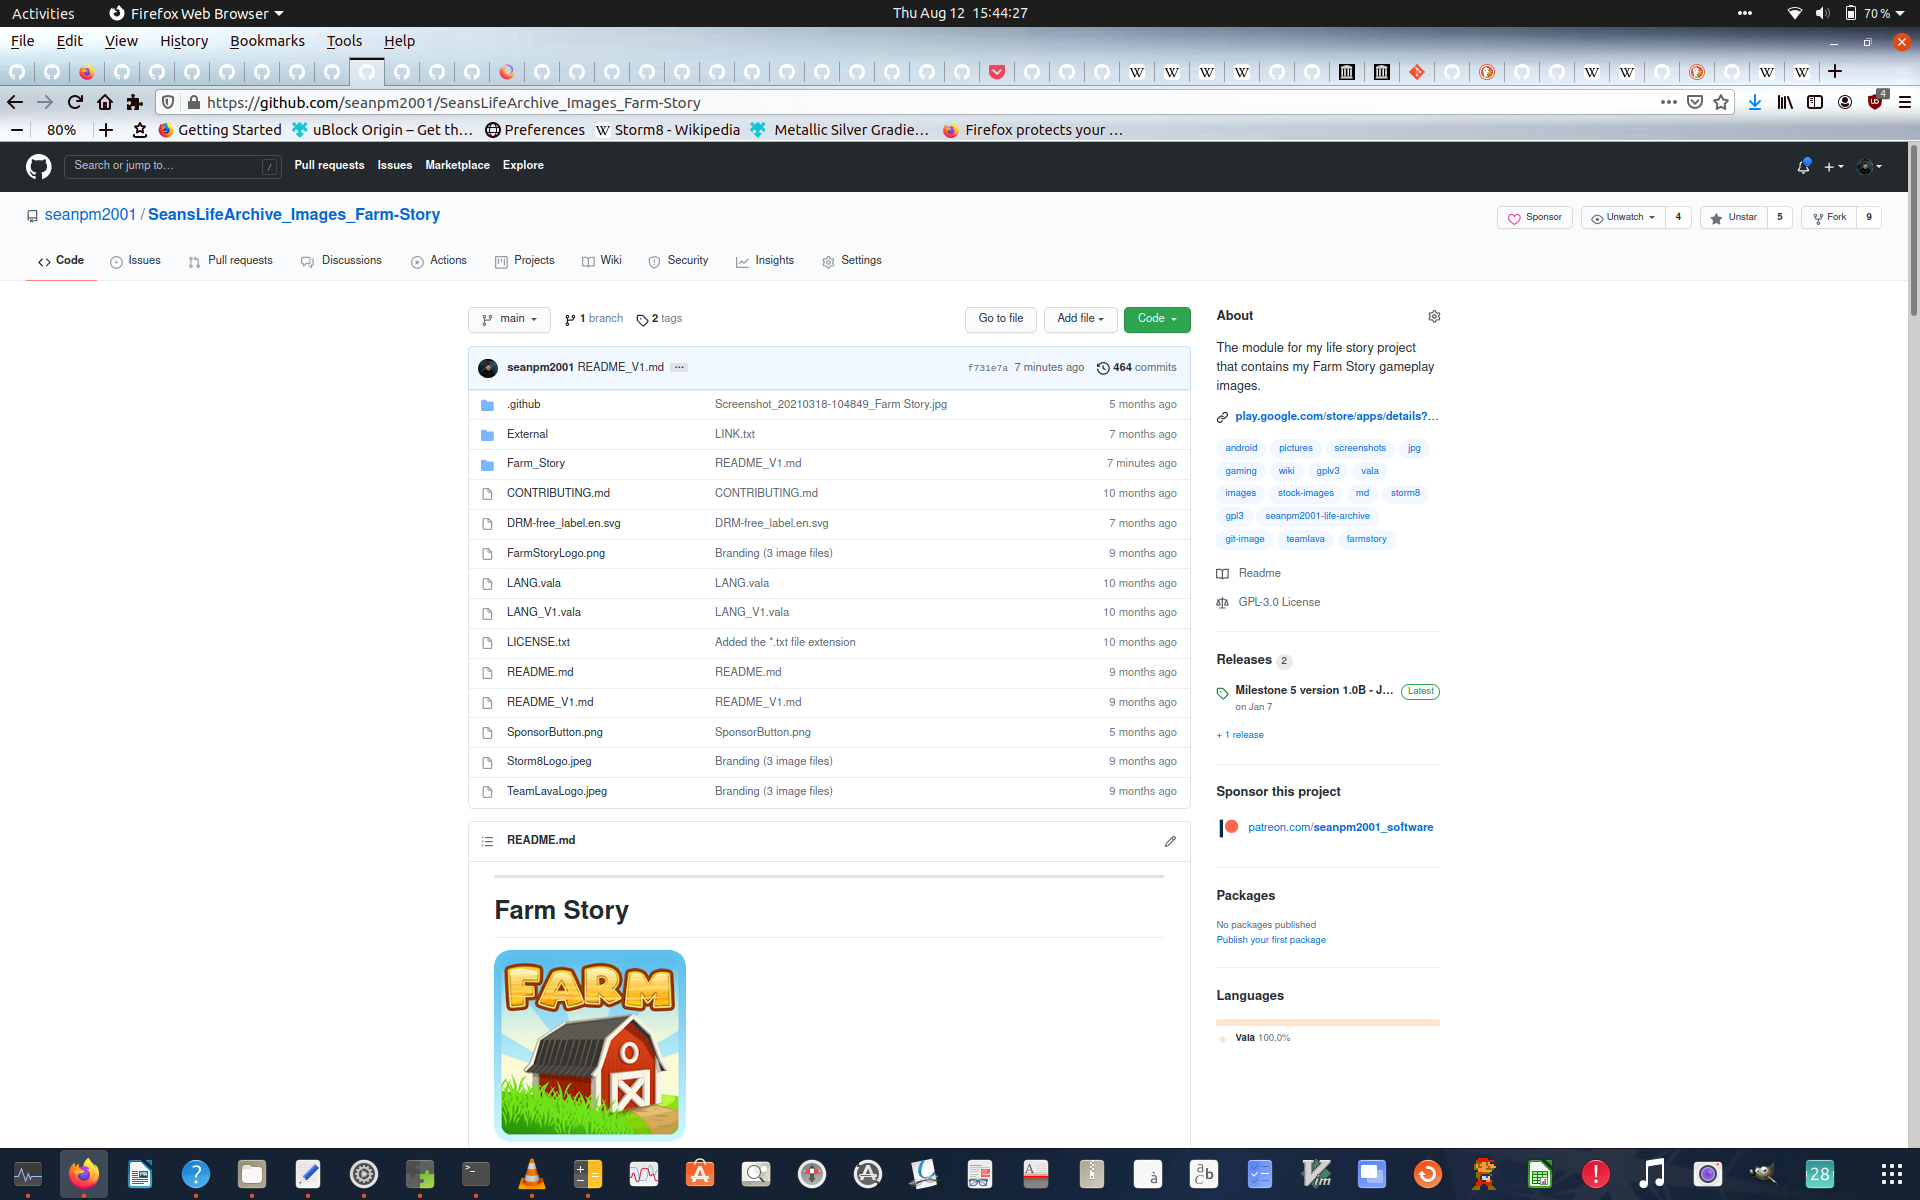 Activities Firefox Web Browser Thu Aug 12 15:44:27 70 %
File Edit View History Bookmarks Tools Help
https://github.com/seanpm2001/SeansLifeArchive_Images_Farm-Story 4
80% Getting Started uBlock Origin – Get th… Preferences Storm8 - Wikipedia Metallic Silver Gradie… Firefox protects your …
Search or jump to… / Pull requests Issues Marketplace Explore
seanpm2001 / SeansLifeArchive_Images_Farm-Story Sponsor Unwatch 4 Unstar 5 Fork 9
Code Issues Pull requests Discussions Actions Projects Wiki Security Insights Settings
main 1 branch 2 tags Go to file Add file Code
seanpm2001 README_V1.md ... f731e7a 7 minutes ago 464 commits
.github Screenshot_20210318-104849_Farm Story.jpg 5 months ago
External LINK.txt 7 months ago
Farm_Story README_V1.md 7 minutes ago
CONTRIBUTING.md CONTRIBUTING.md 10 months ago
DRM-free_label.en.svg DRM-free_label.en.svg 7 months ago
FarmStoryLogo.png Branding (3 image files) 9 months ago
LANG.vala LANG.vala 10 months ago
LANG_V1.vala LANG_V1.vala 10 months ago
LICENSE.txt Added the *.txt file extension 10 months ago
README.md README.md 9 months ago
README_V1.md README_V1.md 9 months ago
SponsorButton.png SponsorButton.png 5 months ago
Storm8Logo.jpeg Branding (3 image files) 9 months ago
TeamLavaLogo.jpeg Branding (3 image files) 9 months ago
README.md
Farm Story
FARM
About
The module for my life story project
that contains my Farm Story gameplay
images.
play.google.com/store/apps/details?…
android pictures screenshots jpg
gaming wiki gplv3 vala
images stock-images md storm8
gpl3 seanpm2001-life-archive
git-image teamlava farmstory
Readme
GPL-3.0 License
Releases 2
Milestone 5 version 1.0B - J… Latest
on Jan 7
+ 1 release
Sponsor this project
patreon.com/seanpm2001_software
Packages
No packages published
Publish your first package
Languages
Vala 100.0%
28